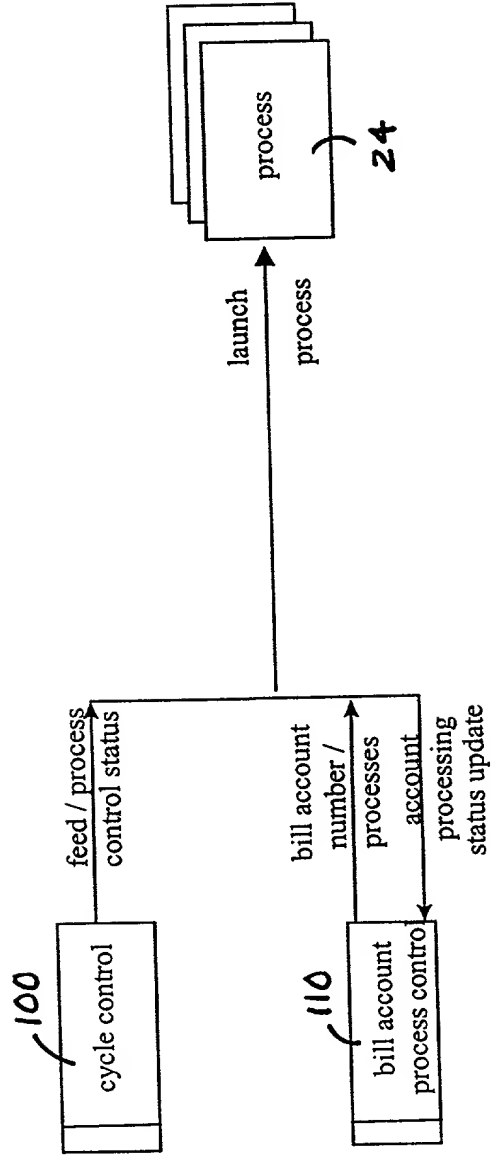 100
cycle control
feed / process
control status
110
bill account
process control
bill account
number /
processes
account
processing
status update
launch
process
process
24